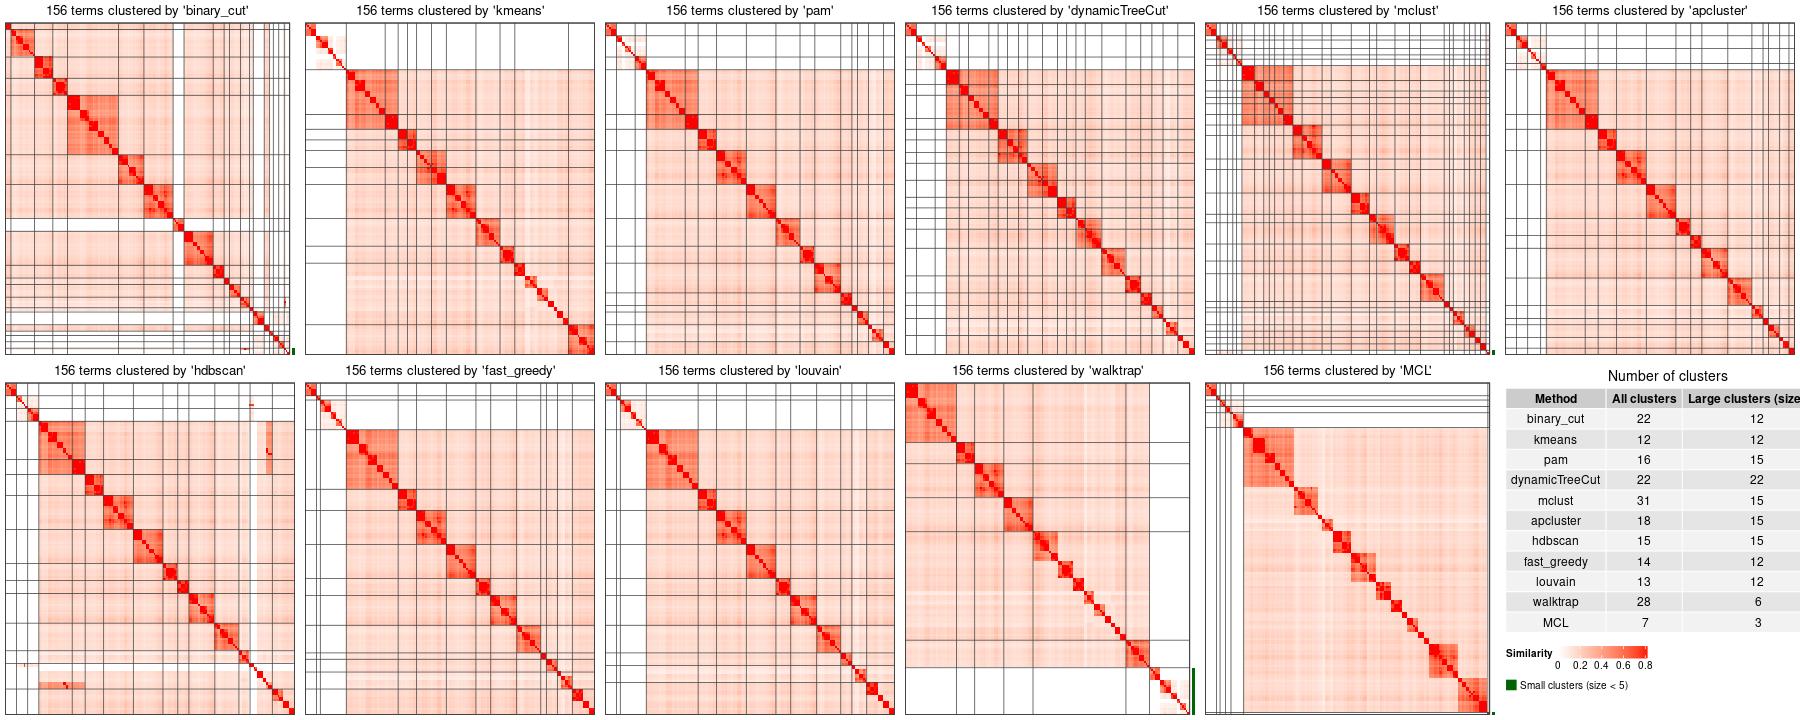 156 terms clustered by 'binary_cut'
156 terms clustered by 'kmeans'
156 terms clustered by 'pam'
156 terms clustered by 'dynamicTreeCut'
156 terms clustered by 'mclust'
156 terms clustered by 'apcluster'
156 terms clustered by 'hdbscan'
156 terms clustered by 'fast_greedy'
156 terms clustered by 'louvain'
156 terms clustered by 'walktrap'
156 terms clustered by 'MCL'
Number of clusters
Method All clusters Large clusters (size
binary_cut 22 12
kmeans 12 12
pam 16 15
dynamicTreeCut 22 22
mclust 31 15
apcluster 18 15
hdbscan 15 15
fast_greedy 14 12
louvain 13 12
walktrap 28 6
MCL 7 3
Similarity
0 0.2 0.4 0.6 0.8
Small clusters (size < 5)